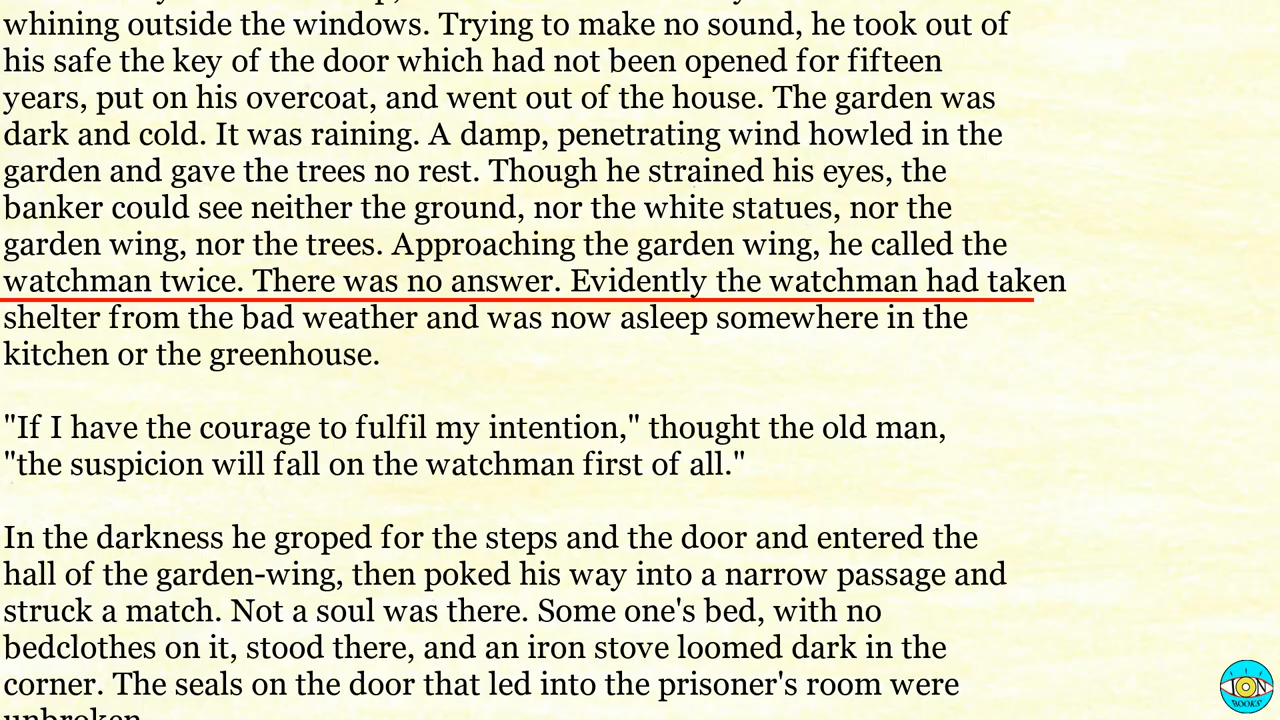 whining outside the windows. Trying to make no sound, he took out of
his safe the key of the door which had not been opened for fifteen
years, put on his overcoat, and went out of the house. The garden was
dark and cold. It was raining. A damp, penetrating wind howled in the
garden and gave the trees no rest. Though he strained his eyes, the
banker could see neither the ground, nor the white statues, nor the
garden wing, nor the trees. Approaching the garden wing, he called the
watchman twice. There was no answer. Evidently the watchman had taken
shelter from the bad weather and was now asleep somewhere in the
kitchen or the greenhouse.
"If I have the courage to fulfil my intention," thought the old man,
"the suspicion will fall on the watchman first of all."
In the darkness he groped for the steps and the door and entered the
hall of the garden-wing, then poked his way into a narrow passage and
struck a match. Not a soul was there. Some one's bed, with no
bedclothes on it, stood there, and an iron stove loomed dark in the
corner. The seals on the door that led into the prisoner's room were
unbroken.
ION
BOOKS